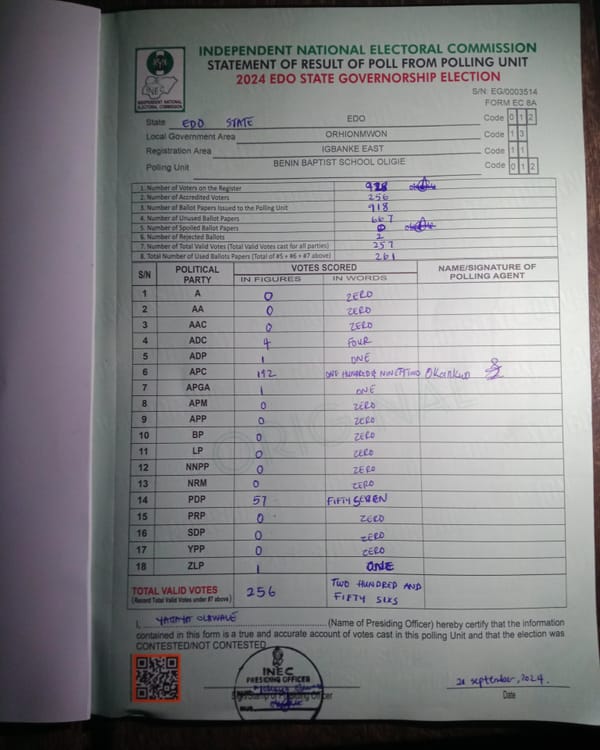 INDEPENDENT NATIONAL ELECTORAL COMMISSION
STATEMENT OF RESULT OF POLL FROM POLLING UNIT
2024 EDO STATE GOVERNORSHIP ELECTION
INEC
INDEPENDENT NATIONAL ELECTORAL COMMISSION
S/N: EG/0003514
FORM EC 8A
State EDO STATE EDO Code 0 1 2
Local Government Area ORHIONMWON Code 1 3
Registration Area IGBANKE EAST Code 1 1
Polling Unit BENIN BAPTIST SCHOOL OLIGIE Code 0 1 2
1. Number of Voters on the Register
2. Number of Accredited Voters 256
3. Number of Ballot Papers Issued to the Polling Unit 918
4. Number of Unused Ballot Papers 667
5. Number of Spoiled Ballot Papers 0
6. Number of Rejected Ballots 2
7. Number of Total Valid Votes (Total Valid Votes cast for all parties) 257
8. Total Number of Used Ballots Papers (Total of #5 + #6 + #7 above) 261
S/N POLITICAL PARTY VOTES SCORED NAME/SIGNATURE OF POLLING AGENT
IN FIGURES IN WORDS
1 A 0 ZERO
2 AA 0 ZERO
3 AAC 0 ZERO
4 ADC 4 FOUR
5 ADP 1 ONE
6 APC 192 ONE HUNDRED & NINETY TWO Okankwo
7 APGA 1 ONE
8 APM 0 ZERO
9 APP 0 ZERO
10 BP 0 ZERO
11 LP 0 ZERO
12 NNPP 0 ZERO
13 NRM 0 ZERO
14 PDP 57 FIFTY SEVEN
15 PRP 0 ZERO
16 SDP 0 ZERO
17 YPP 0 ZERO
18 ZLP 1 ONE
ORIGINAL
TOTAL VALID VOTES 256 TWO HUNDRED AND
(Record Total Valid Votes under #7 above) FIFTY SIXS
I, OLAWALE (Name of Presiding Officer) hereby certify that the information
contained in this form is a true and accurate account of votes cast in this polling Unit and that the election was
CONTESTED/NOT CONTESTED
INEC
PRESIDING OFFICER
Signature of Presiding Officer
21 september, 2024.
Date